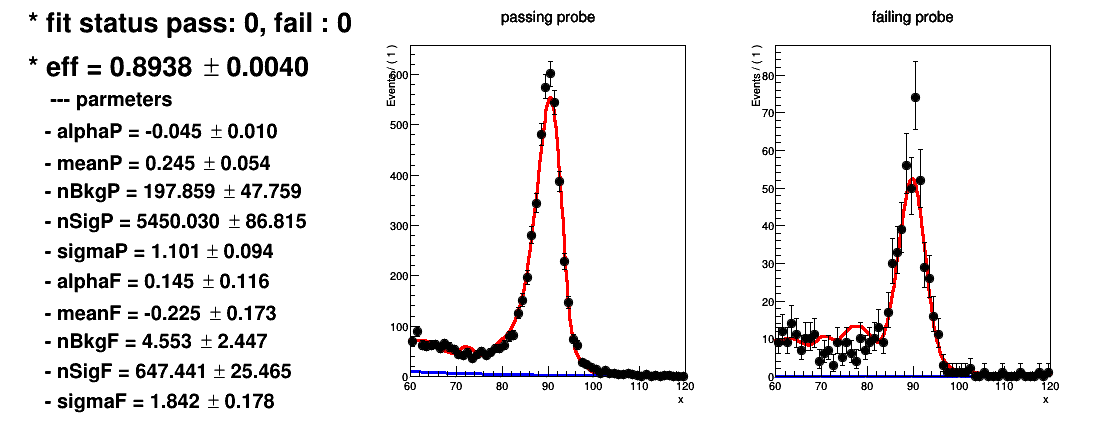 * fit status pass: 0, fail : 0
* eff = 0.8938 ± 0.0040
--- parmeters
- alphaP = -0.045 ± 0.010
- meanP = 0.245 ± 0.054
- nBkgP = 197.859 ± 47.759
- nSigP = 5450.030 ± 86.815
- sigmaP = 1.101 ± 0.094
- alphaF = 0.145 ± 0.116
- meanF = -0.225 ± 0.173
- nBkgF = 4.553 ± 2.447
- nSigF = 647.441 ± 25.465
- sigmaF = 1.842 ± 0.178
passing probe
Events / ( 1 )
600
500
400
300
200
100
0
60 70 80 90 100 110 120
x
failing probe
Events / ( 1 )
80
70
60
50
40
30
20
10
0
60 70 80 90 100 110 120
x